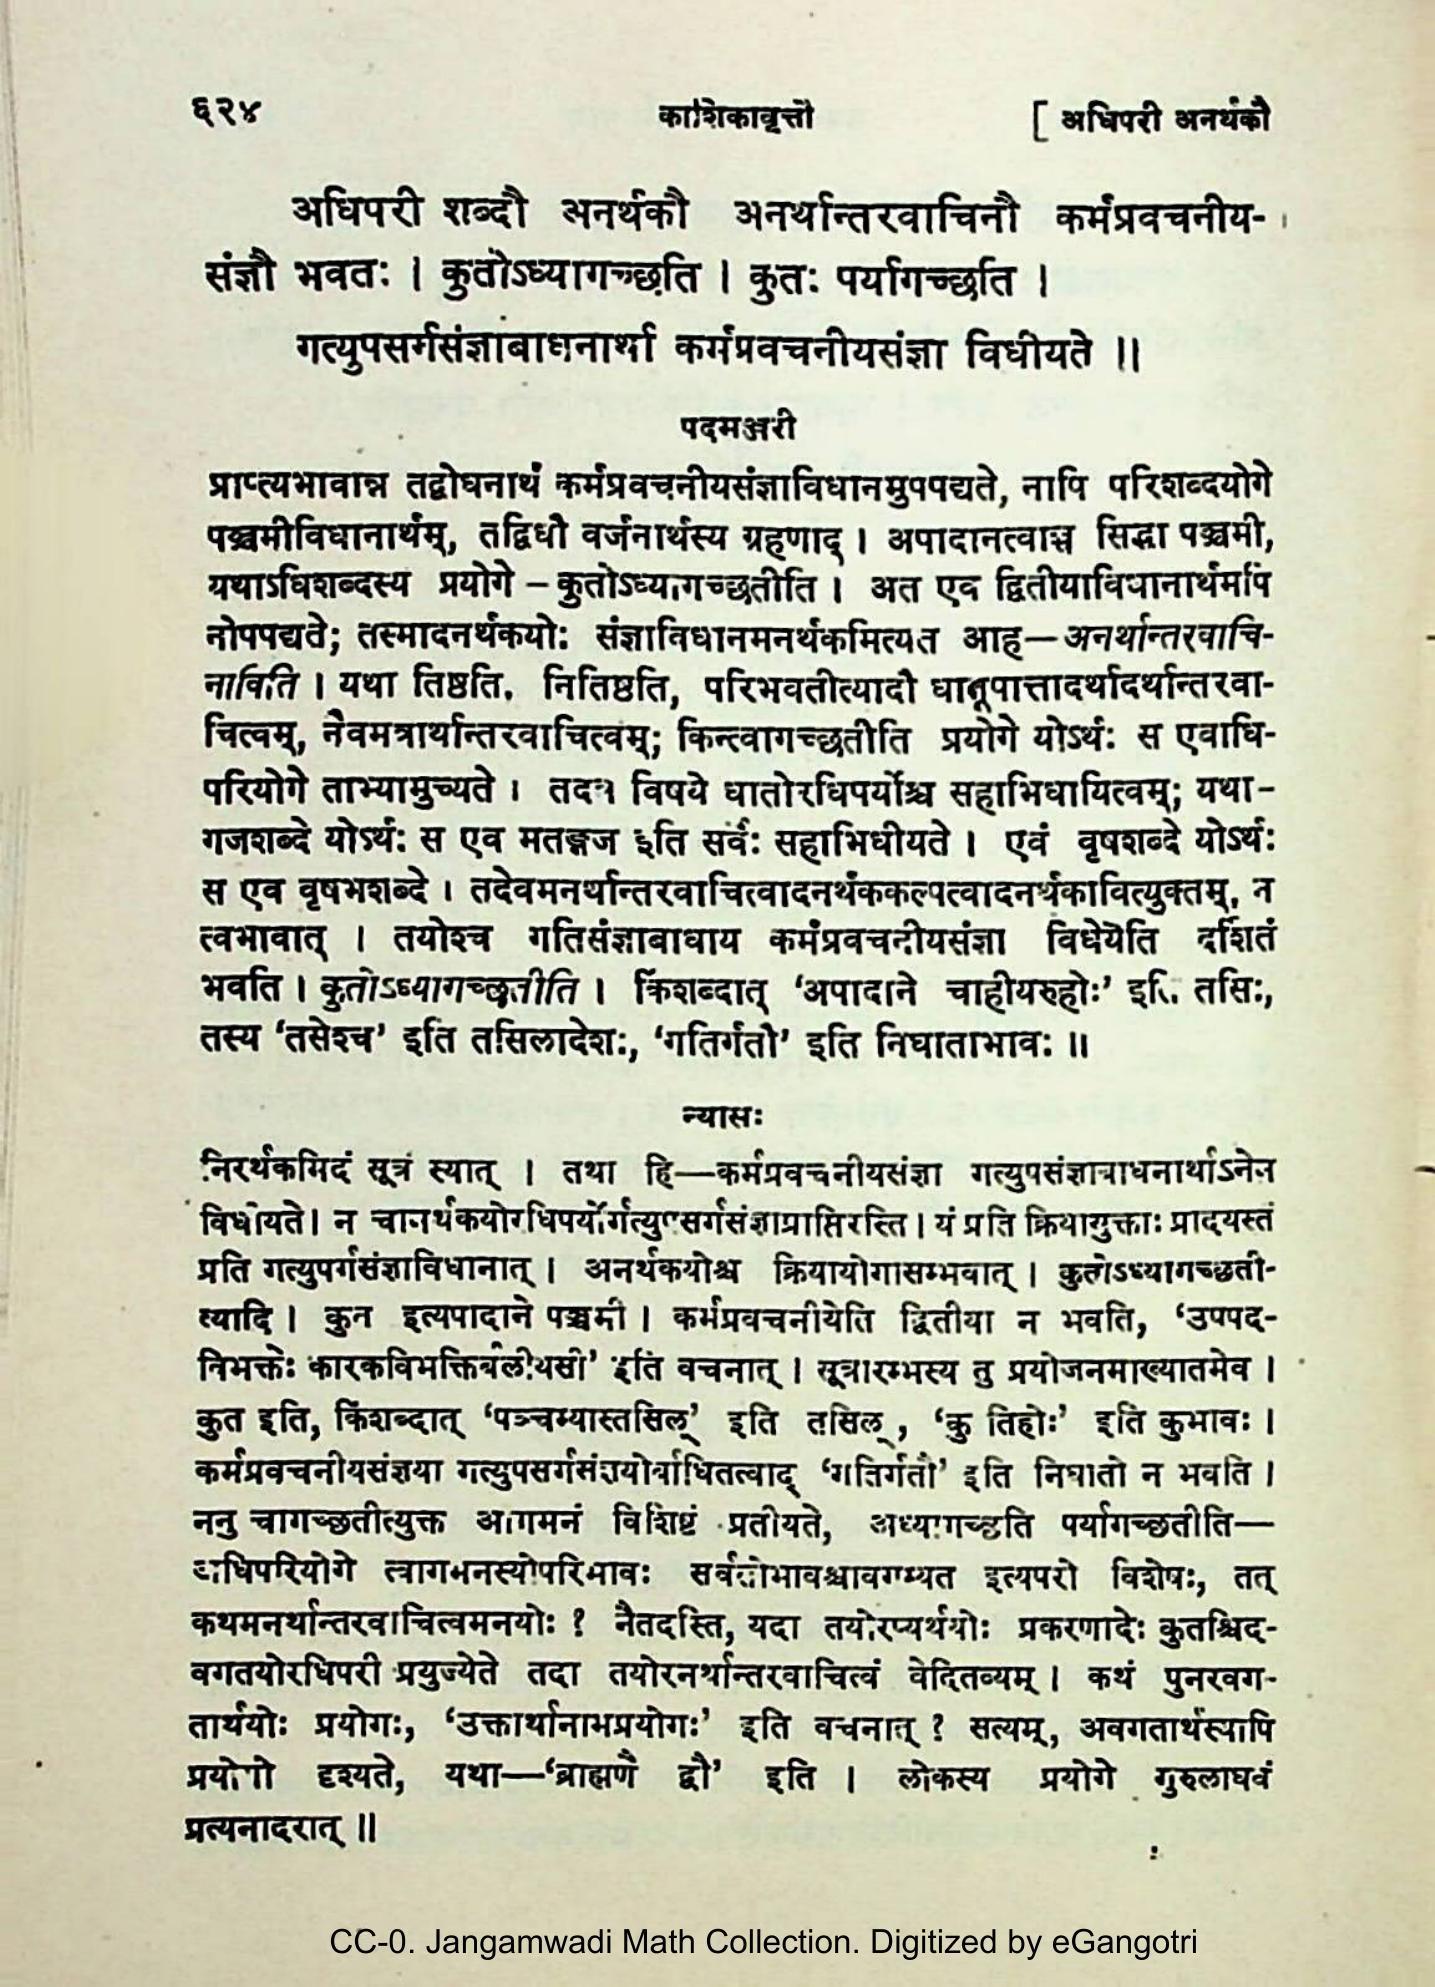 ६२४ काशिकावृत्तौ [ अधिपरी अनर्थकौ
अधिपरी शब्दौ अनर्थकौ अनर्थान्तरवाचिनौ कर्मप्रवचनीय-
संज्ञौ भवतः । कुतोऽध्यागच्छति । कुतः पर्यागच्छति ।
गत्युपसर्गसंज्ञाबाधनार्था कर्मप्रवचनीयसंज्ञा विधीयते ॥
पदमञ्जरी
प्राप्त्यभावान्न तद्बोधनार्थं कर्मप्रवचनीयसंज्ञाविधानमुपपद्यते, नापि परिशब्दयोगे
पञ्चमीविधानार्थम्, तद्विधौ वर्जनार्थस्य ग्रहणाद् । अपादानत्वाच्च सिद्धा पञ्चमी,
यथाऽधिशब्दस्य प्रयोगे – कुतोऽध्यागच्छतीति । अत एव द्वितीयाविधानार्थमपि
नोपपद्यते; तस्मादनर्थकयोः संज्ञाविधानमनर्थकमित्यत आह—अनर्थान्तरवाचि-
नाविति । यथा तिष्ठति, नितिष्ठति, परिभवतीत्यादौ धातूपात्तादर्थादर्थान्तरवा-
चित्वम्, नैवमत्रार्थान्तरवाचित्वम्; किन्त्वागच्छतीति प्रयोगे योऽर्थः स एवाधि-
परियोगे ताभ्यामुच्यते । तदत्र विषये धातोरधिपर्योश्च सहाभिधायित्वम्; यथा-
गजशब्दे योऽर्थः स एव मतङ्गज इति सर्वैः सहाभिधीयते । एवं वृषशब्दे योऽर्थः
स एव वृषभशब्दे । तदेवमनर्थान्तरवाचित्वादनर्थककल्पत्वादनर्थकावित्युक्तम्, न
त्वभावात् । तयोश्च गतिसंज्ञाबाधाय कर्मप्रवचनीयसंज्ञा विधेयेति दर्शितं
भवति । कुतोऽध्यागच्छतीति । किंशब्दात् ‘अपादाने चाहीयरुहोः’ इति तसिः,
तस्य ‘तसेश्च’ इति तसिलादेशः, ‘गतिर्गतौ’ इति निघाताभावः ॥
न्यासः
निरर्थकमिदं सूत्रं स्यात् । तथा हि—कर्मप्रवचनीयसंज्ञा गत्युपसंज्ञाबाधनार्थाऽनेन
विधीयते। न चानर्थकयोरधिपर्योर्गत्युपसर्गसंज्ञाप्राप्तिरस्ति । यं प्रति क्रियायुक्ताः प्रादयस्तं
प्रति गत्युपर्गसंज्ञाविधानात् । अनर्थकयोश्च क्रियायोगासम्भवात् । कुतोऽध्यागच्छती-
त्यादि । कुत इत्यपादाने पञ्चमी । कर्मप्रवचनीयेति द्वितीया न भवति, ‘उपपद-
विभक्तेः कारकविभक्तिर्बलीयसी’ इति वचनात् । सूत्रारम्भस्य तु प्रयोजनमाख्यातमेव ।
कुत इति, किंशब्दात् ‘पञ्चम्यास्तसिल्’ इति तसिल्, ‘कु तिहोः’ इति कुभावः ।
कर्मप्रवचनीयसंज्ञया गत्युपसर्गसंज्ञयोर्बाधितत्वाद् ‘गतिर्गतौ’ इति निघातो न भवति ।
ननु चागच्छतीत्युक्त आगमनं विशिष्टं प्रतीयते, अध्यागच्छति पर्यागच्छतीति—
अधिपरियोगे त्वागमनस्योपरिभावः सर्वतोभावश्चावगम्यत इत्यपरो विशेषः, तत्
कथमनर्थान्तरवाचित्वमनयोः ? नैतदस्ति, यदा तयोरप्यर्थयोः प्रकरणादेः कुतश्चिद-
वगतयोरधिपरी प्रयुज्येते तदा तयोरनर्थान्तरवाचित्वं वेदितव्यम् । कथं पुनरवग-
तार्थयोः प्रयोगः, ‘उक्तार्थानामप्रयोगः’ इति वचनात् ? सत्यम्, अवगतार्थस्यापि
प्रयोगो दृश्यते, यथा—‘ब्राह्मणौ द्वौ’ इति । लोकस्य प्रयोगे गुरुलाघवं
प्रत्यनादरात् ॥
CC-0. Jangamwadi Math Collection. Digitized by eGangotri